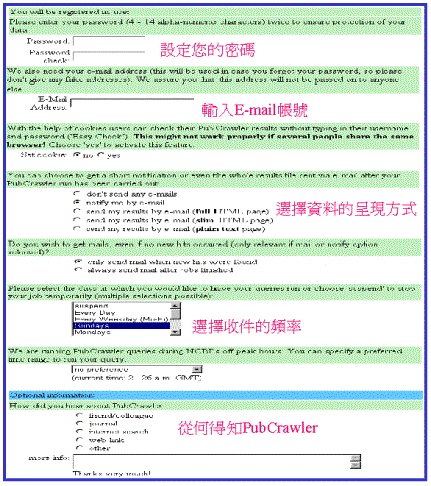 You will be registered in use:
Please enter your password (4 - 14 alpha-numeric characters) twice to ensure protection of your
data:
Password:
Password
check:
設定您的密碼
We also need your e-mail address (this will be used in case you forgot your password, so please
don't give any fake addresses). We assure you that this address will not be passed on to anyone
else.
E-Mail
Address:
輸入E-mail帳號
With the help of cookies users can check their PubCrawler results without typing in their username
and password ('Easy Check'). This might not work properly if several people share the same
browser! Choose 'yes' to activate this feature.
Set cookie: no yes
You can choose to get a short notification or even the whole results file sent via e-mail after your
PubCrawler run has been carried out:
don't send any e-mails
notify me by e-mail
send my results by e-mail (full HTML page)
send my results by e-mail (slim HTML page)
send my results by e-mail (plain text page)
選擇資料的呈現方式
Do you wish to get mails, even if no new hits occured (only relevant if mail or notify option
selected)?
only send mail when new hits were found
always send mail after jobs finished
Please select the days at which you would like to have your queries run or choose 'suspend' to stop
your job temporarily (multiple selections possible):
suspend
Every Day
Every Weekday (Mo-Fr)
Sundays
Mondays
選擇收件的頻率
We are running PubCrawler queries during NCBI's off peak hours. You can specify a preferred
time range to run your query:
no preference
(current time: 2 : 26 a.m. GMT)
Optional information:
How did you hear about PubCrawler
friend/colleague
journal
internet search
web link
other
從何得知PubCrawler
more info:
Thanks very much!